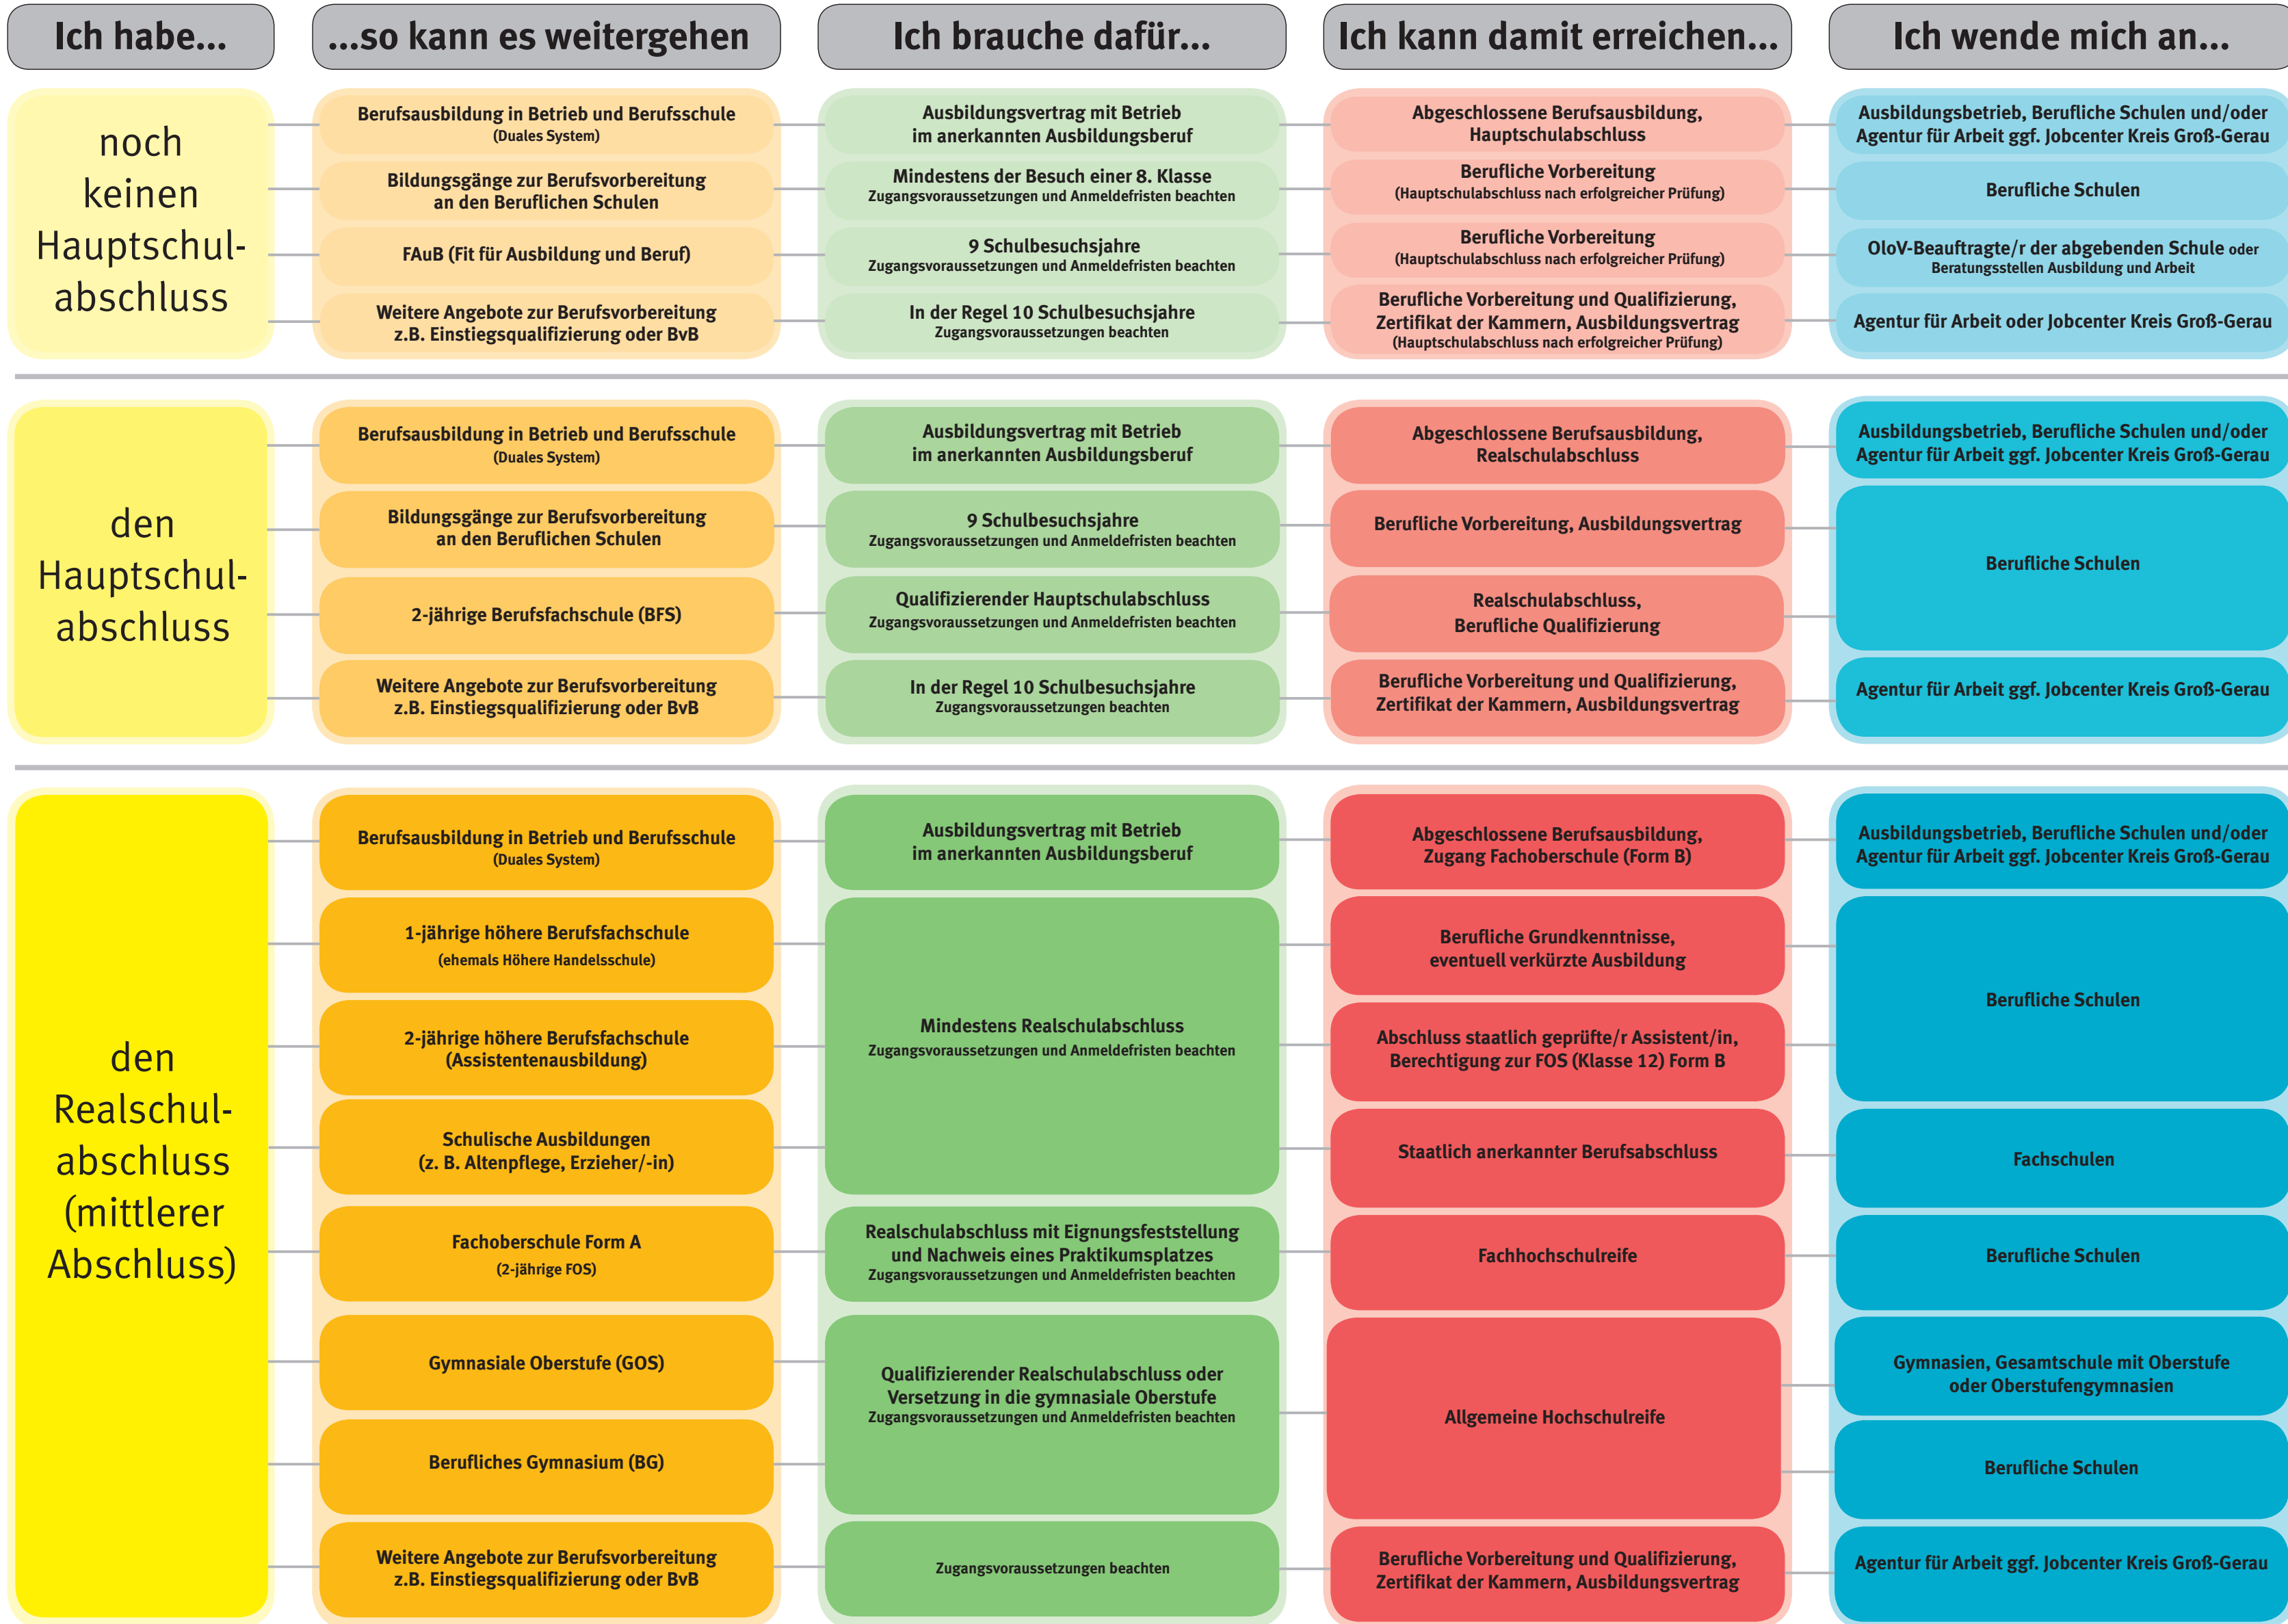 Ich habe...
...so kann es weitergehen
Ich brauche dafür...
Ich kann damit erreichen...
Ich wende mich an...
noch
keinen
Hauptschul-
abschluss
Berufsausbildung in Betrieb und Berufsschule
(Duales System)
Ausbildungsvertrag mit Betrieb
im anerkannten Ausbildungsberuf
Abgeschlossene Berufsausbildung,
Hauptschulabschluss
Ausbildungsbetrieb, Berufliche Schulen und/oder
Agentur für Arbeit ggf. Jobcenter Kreis Groß-Gerau
Bildungsgänge zur Berufsvorbereitung
an den Beruflichen Schulen
Mindestens der Besuch einer 8. Klasse
Zugangsvoraussetzungen und Anmeldefristen beachten
Berufliche Vorbereitung
(Hauptschulabschluss nach erfolgreicher Prüfung)
Berufliche Schulen
FAuB (Fit für Ausbildung und Beruf)
9 Schulbesuchsjahre
Zugangsvoraussetzungen und Anmeldefristen beachten
Berufliche Vorbereitung
(Hauptschulabschluss nach erfolgreicher Prüfung)
OloV-Beauftragte/r der abgebenden Schule oder
Beratungsstellen Ausbildung und Arbeit
Weitere Angebote zur Berufsvorbereitung
z.B. Einstiegsqualifizierung oder BvB
In der Regel 10 Schulbesuchsjahre
Zugangsvoraussetzungen beachten
Berufliche Vorbereitung und Qualifizierung,
Zertifikat der Kammern, Ausbildungsvertrag
(Hauptschulabschluss nach erfolgreicher Prüfung)
Agentur für Arbeit oder Jobcenter Kreis Groß-Gerau
den
Hauptschul-
abschluss
Berufsausbildung in Betrieb und Berufsschule
(Duales System)
Ausbildungsvertrag mit Betrieb
im anerkannten Ausbildungsberuf
Abgeschlossene Berufsausbildung,
Realschulabschluss
Ausbildungsbetrieb, Berufliche Schulen und/oder
Agentur für Arbeit ggf. Jobcenter Kreis Groß-Gerau
Bildungsgänge zur Berufsvorbereitung
an den Beruflichen Schulen
9 Schulbesuchsjahre
Zugangsvoraussetzungen und Anmeldefristen beachten
Berufliche Vorbereitung, Ausbildungsvertrag
Berufliche Schulen
2-jährige Berufsfachschule (BFS)
Qualifizierender Hauptschulabschluss
Zugangsvoraussetzungen und Anmeldefristen beachten
Realschulabschluss,
Berufliche Qualifizierung
Weitere Angebote zur Berufsvorbereitung
z.B. Einstiegsqualifizierung oder BvB
In der Regel 10 Schulbesuchsjahre
Zugangsvoraussetzungen beachten
Berufliche Vorbereitung und Qualifizierung,
Zertifikat der Kammern, Ausbildungsvertrag
Agentur für Arbeit ggf. Jobcenter Kreis Groß-Gerau
den
Realschul-
abschluss
(mittlerer
Abschluss)
Berufsausbildung in Betrieb und Berufsschule
(Duales System)
Ausbildungsvertrag mit Betrieb
im anerkannten Ausbildungsberuf
Abgeschlossene Berufsausbildung,
Zugang Fachoberschule (Form B)
Ausbildungsbetrieb, Berufliche Schulen und/oder
Agentur für Arbeit ggf. Jobcenter Kreis Groß-Gerau
1-jährige höhere Berufsfachschule
(ehemals Höhere Handelsschule)
Mindestens Realschulabschluss
Zugangsvoraussetzungen und Anmeldefristen beachten
Berufliche Grundkenntnisse,
eventuell verkürzte Ausbildung
Berufliche Schulen
2-jährige höhere Berufsfachschule
(Assistentenausbildung)
Abschluss staatlich geprüfte/r Assistent/in,
Berechtigung zur FOS (Klasse 12) Form B
Schulische Ausbildungen
(z. B. Altenpflege, Erzieher/-in)
Staatlich anerkannter Berufsabschluss
Fachschulen
Fachoberschule Form A
(2-jährige FOS)
Realschulabschluss mit Eignungsfeststellung
und Nachweis eines Praktikumsplatzes
Zugangsvoraussetzungen und Anmeldefristen beachten
Fachhochschulreife
Berufliche Schulen
Gymnasiale Oberstufe (GOS)
Qualifizierender Realschulabschluss oder
Versetzung in die gymnasiale Oberstufe
Zugangsvoraussetzungen und Anmeldefristen beachten
Allgemeine Hochschulreife
Gymnasien, Gesamtschule mit Oberstufe
oder Oberstufengymnasien
Berufliches Gymnasium (BG)
Berufliche Schulen
Weitere Angebote zur Berufsvorbereitung
z.B. Einstiegsqualifizierung oder BvB
Zugangsvoraussetzungen beachten
Berufliche Vorbereitung und Qualifizierung,
Zertifikat der Kammern, Ausbildungsvertrag
Agentur für Arbeit ggf. Jobcenter Kreis Groß-Gerau